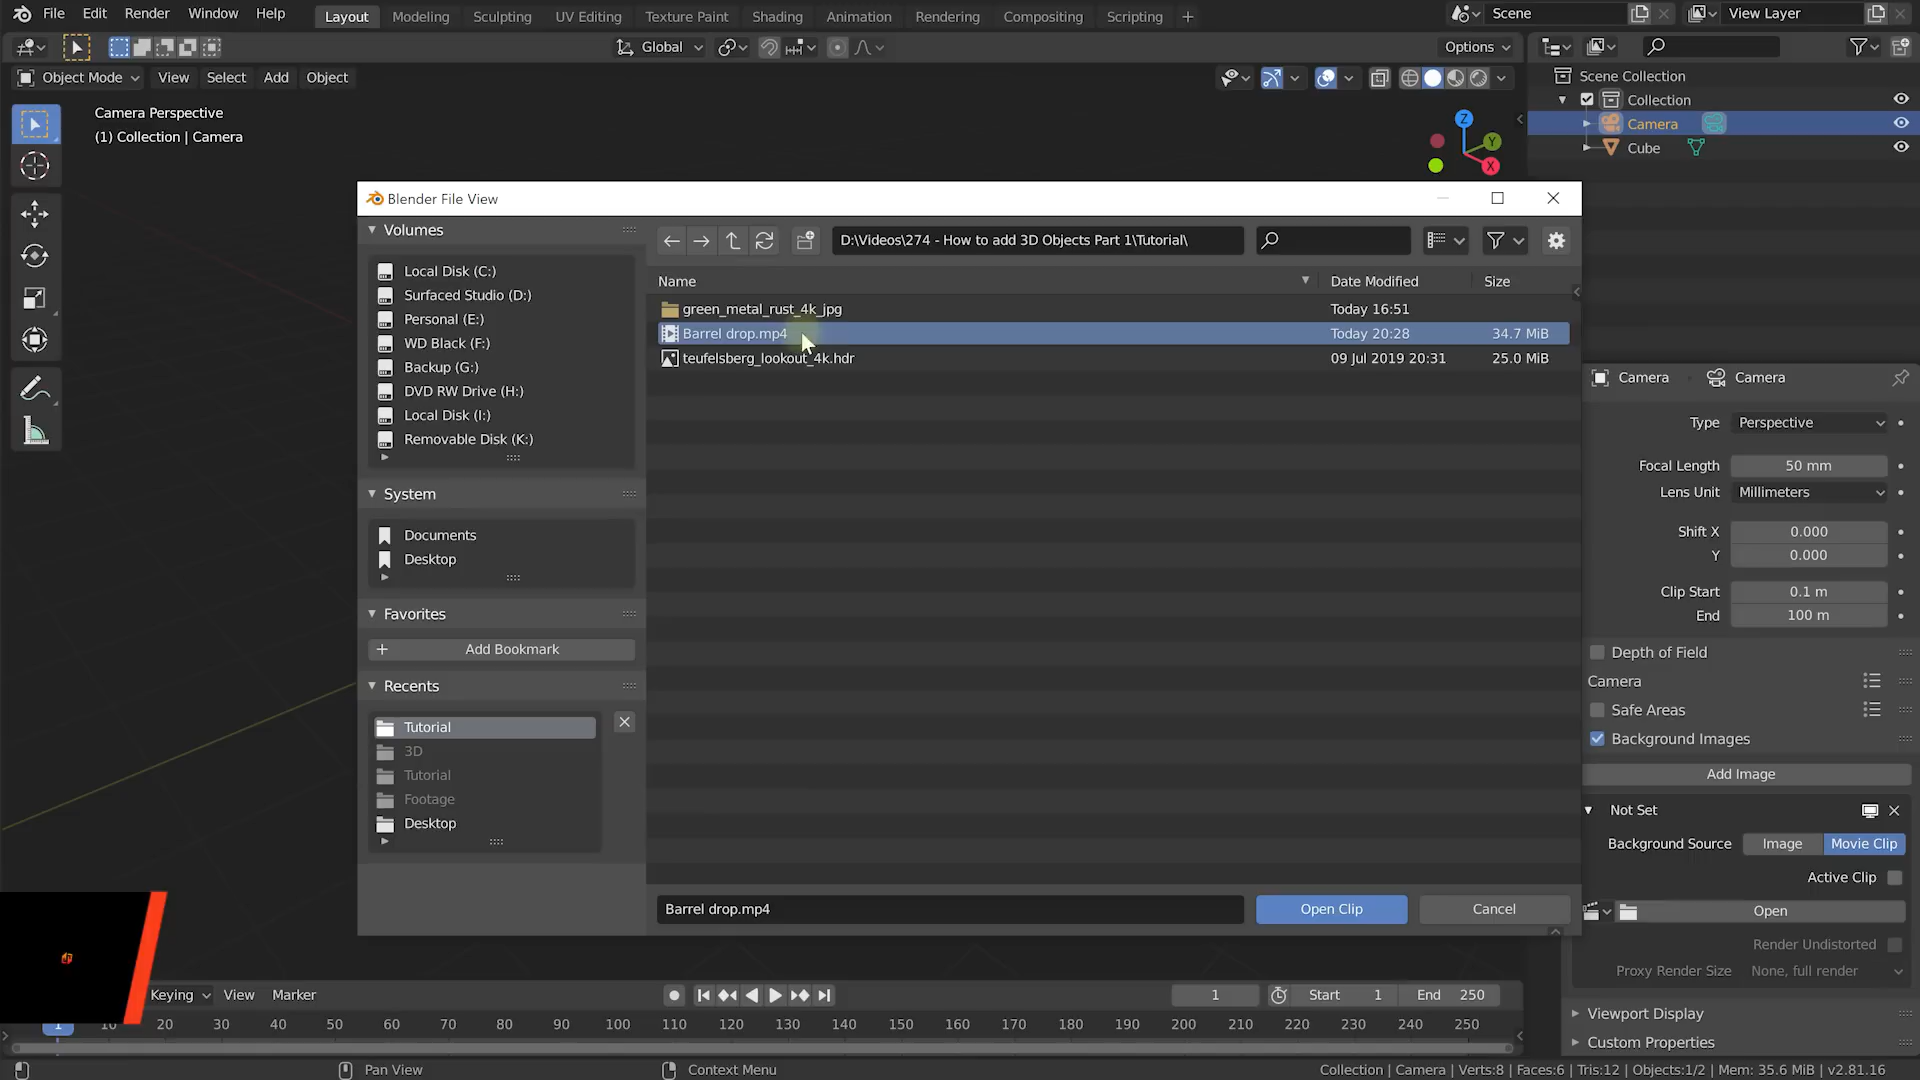 File Edit Render Window Help Layout Modeling Sculpting UV Editing Texture Paint Shading Animation Rendering Compositing Scripting + Scene View Layer
Global Options
Object Mode View Select Add Object
Scene Collection
Collection
Camera
Cube
Camera Perspective
(1) Collection | Camera
Z
Y
X
Blender File View
Volumes
Local Disk (C:)
Surfaced Studio (D:)
Personal (E:)
WD Black (F:)
Backup (G:)
DVD RW Drive (H:)
Local Disk (I:)
Removable Disk (K:)
System
Documents
Desktop
Favorites
+ Add Bookmark
Recents
Tutorial
3D
Tutorial
Footage
Desktop
D:\Videos\274 - How to add 3D Objects Part 1\Tutorial\
Name Date Modified Size
green_metal_rust_4k_jpg Today 16:51
Barrel drop.mp4 Today 20:28 34.7 MiB
teufelsberg_lookout_4k.hdr 09 Jul 2019 20:31 25.0 MiB
Barrel drop.mp4 Open Clip Cancel
Camera Camera
Type Perspective
Focal Length 50 mm
Lens Unit Millimeters
Shift X 0.000
Y 0.000
Clip Start 0.1 m
End 100 m
Depth of Field
Camera
Safe Areas
Background Images
Add Image
Not Set
Background Source Image Movie Clip
Active Clip
Open
Render Undistorted
Proxy Render Size None, full render
Viewport Display
Custom Properties
Keying View Marker 1 Start 1 End 250
1 10 20 30 40 50 60 70 80 90 100 110 120 130 140 150 160 170 180 190 200 210 220 230 240 250
Pan View Context Menu Collection | Camera | Verts:8 | Faces:6 | Tris:12 | Objects:1/2 | Mem: 35.6 MiB | v2.81.16